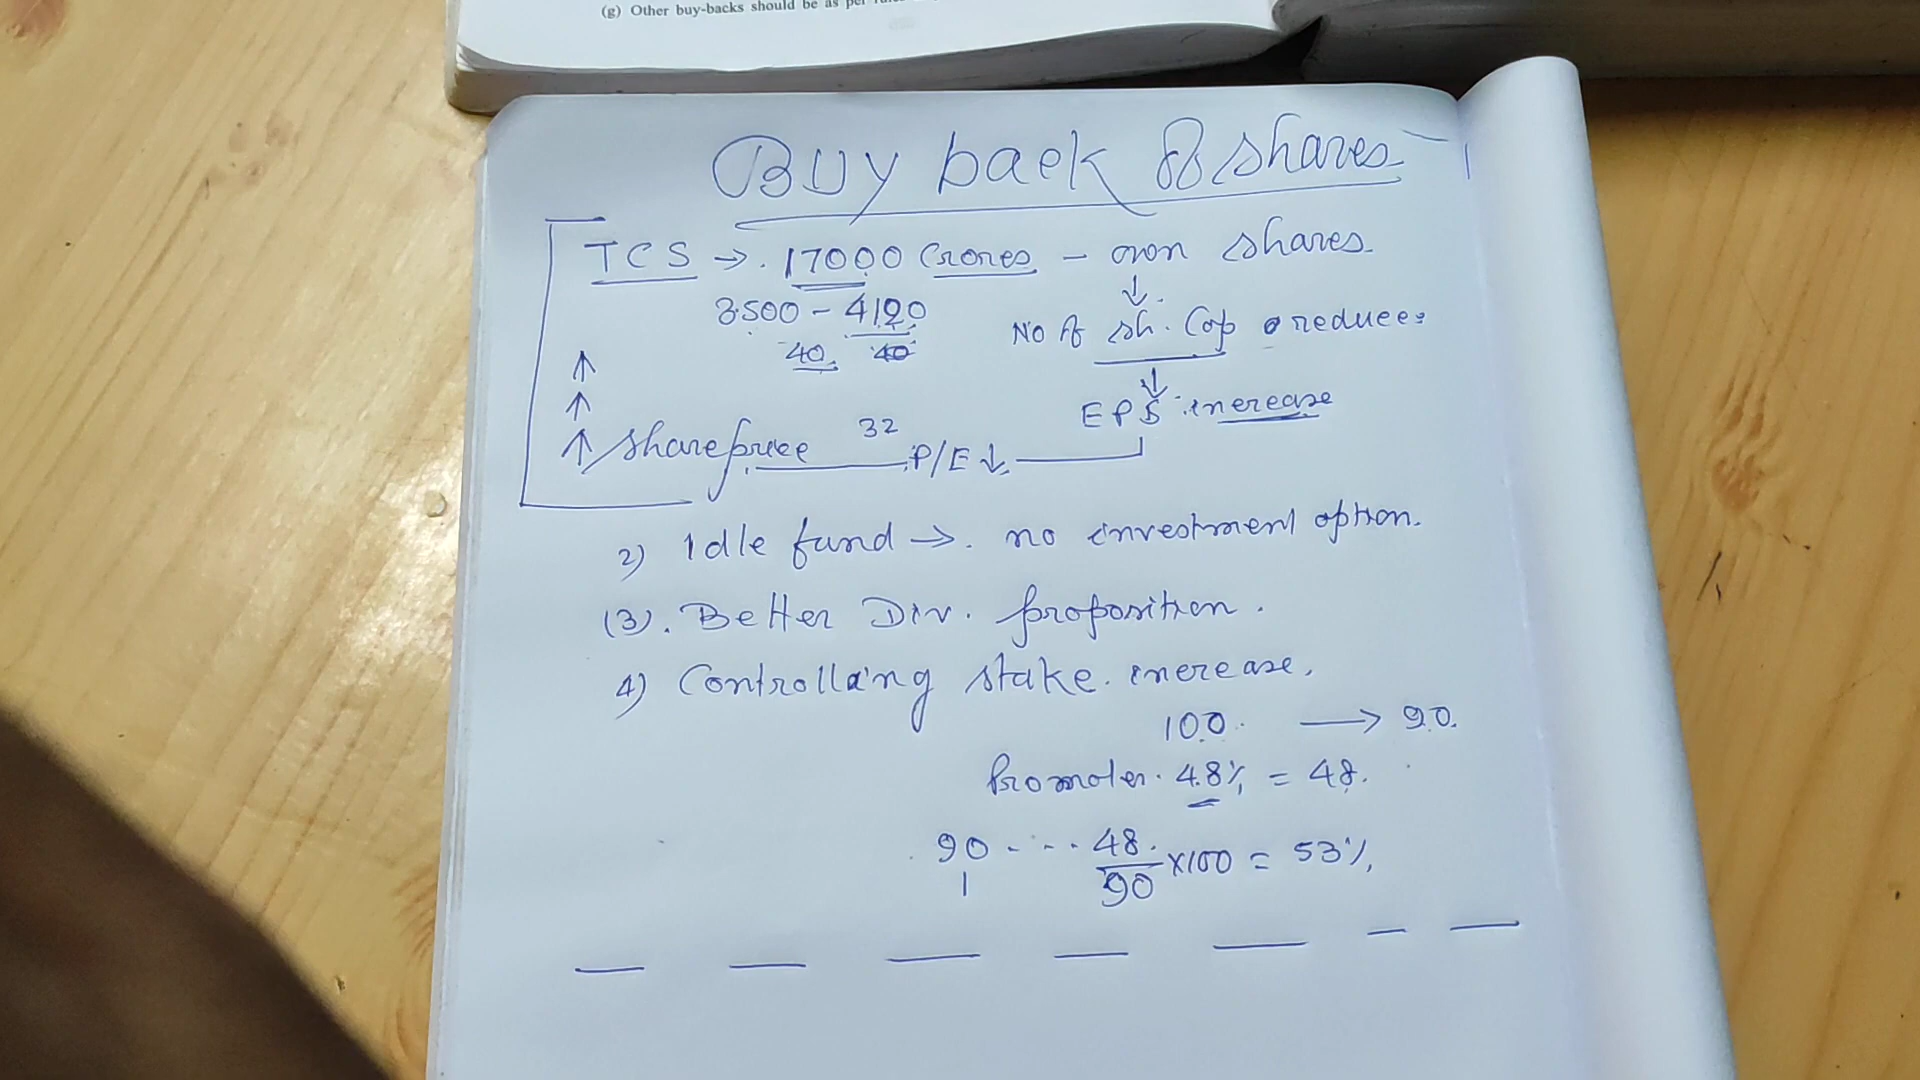 (g) Other buy-backs should be as per
Buy back of shares
TCS → 17000 Crores - own shares
3500 - 4100
40 40
↓
No of sh. Cap reduces
↓
EPS increase
↑
↑
↑ share price 32 P/E ↓
2) Idle fund → no investment option.
(3). Better Div. proposition.
4) Controlling stake increase.
100 → 90.
Promoter 48% = 48.
90 - - - 48/90 x100 = 53%